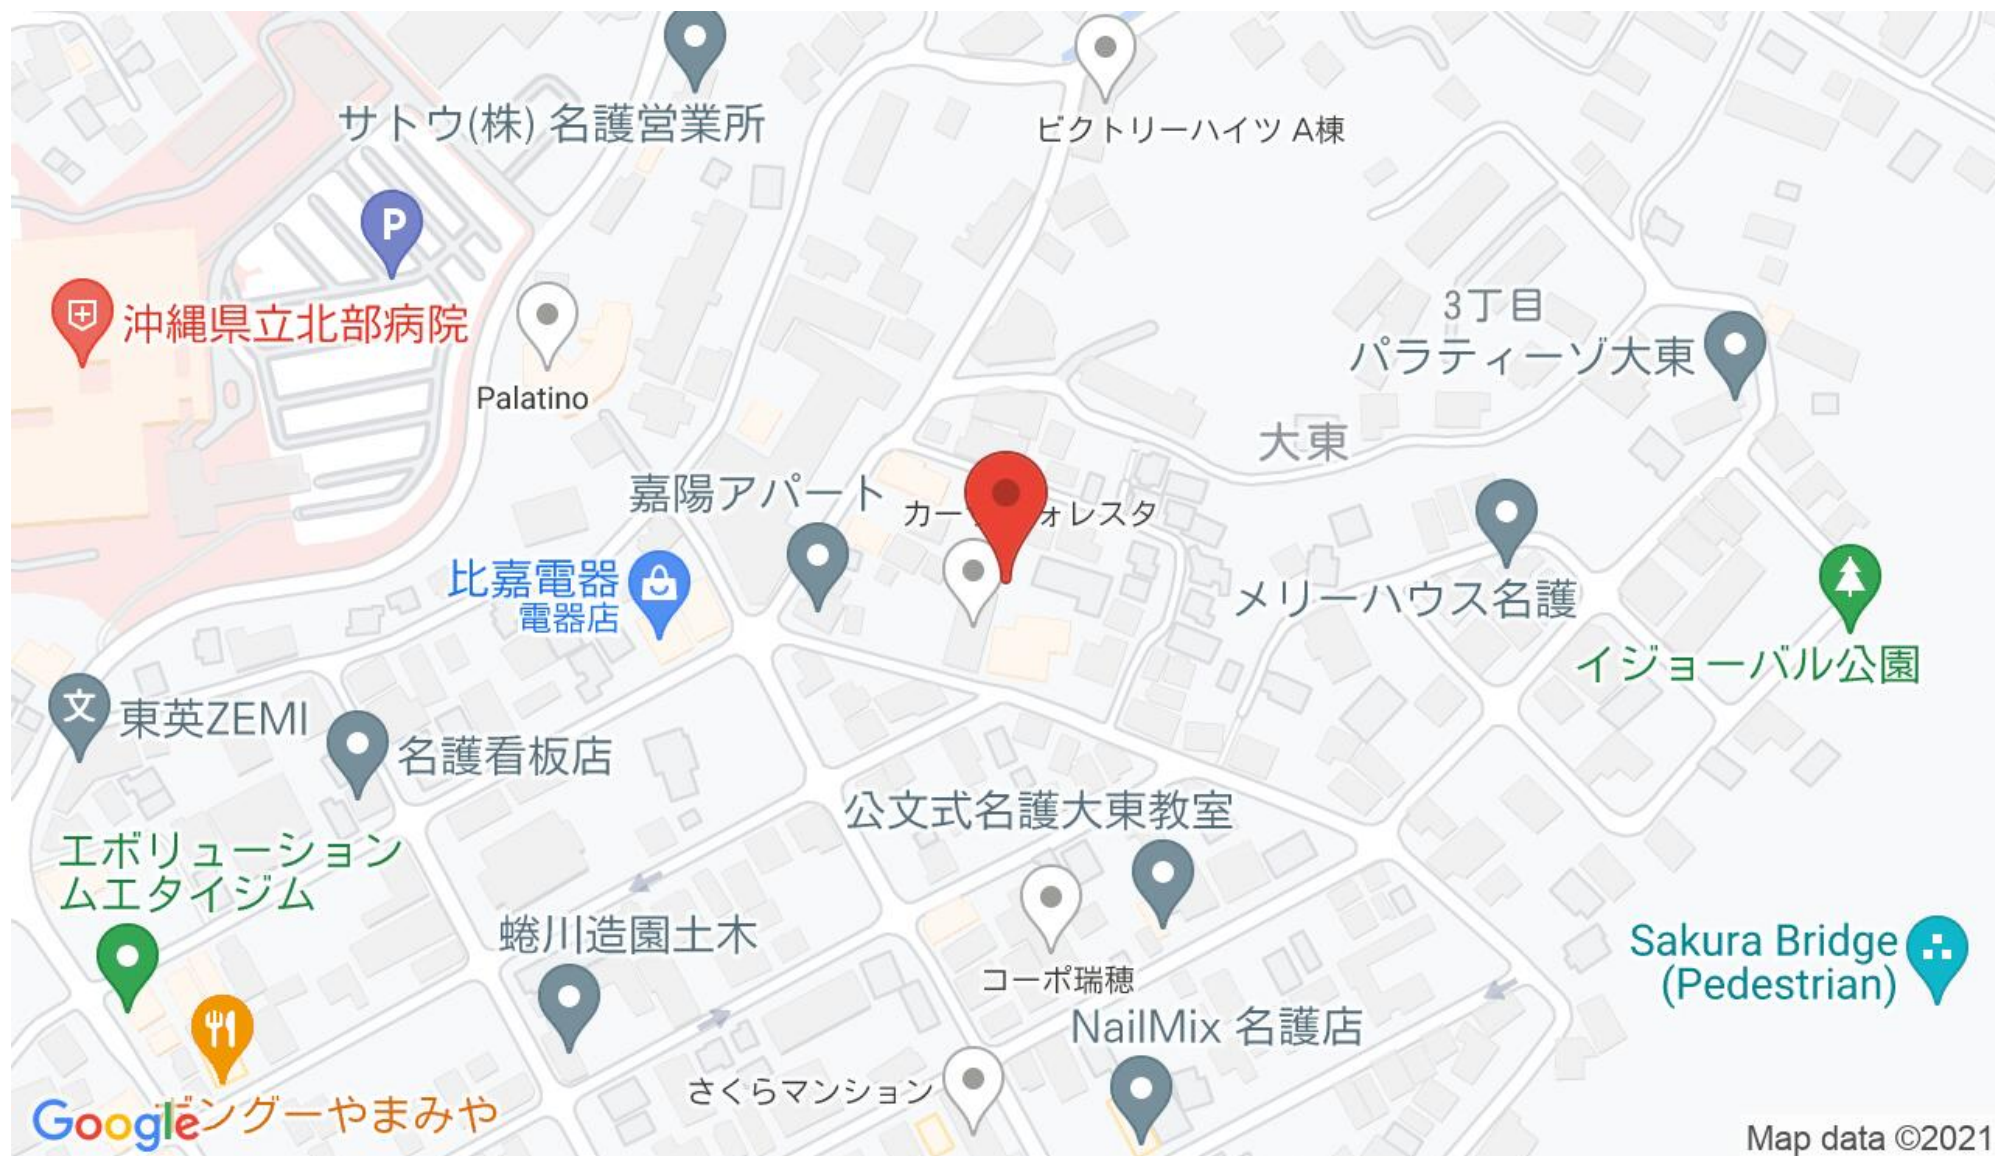 サトウ(株) 名護営業所
ビクトリーハイツ A棟
P
沖縄県立北部病院
Palatino
3丁目
パラティーゾ大東
大東
嘉陽アパート
比嘉電器
電器店
メリーハウス名護
イジョーバル公園
文
東英ZEMI
名護看板店
公文式名護大東教室
エボリューション
ムエタイジム
蜷川造園土木
コーポ瑞穂
Sakura Bridge
(Pedestrian)
NailMix 名護店
さくらマンション
Google
ングーやまみや
Map data ©2021